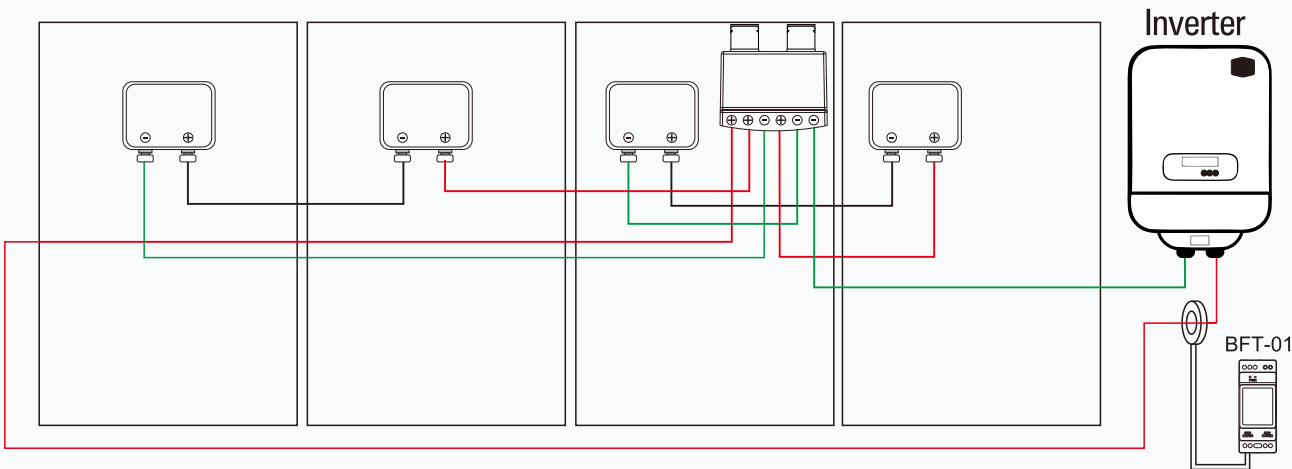 Inverter
⊖ ⊕
⊖ ⊕
⊖ ⊕
⊕ ⊕ ⊖ ⊕ ⊖ ⊖
⊖ ⊕
BFT-01